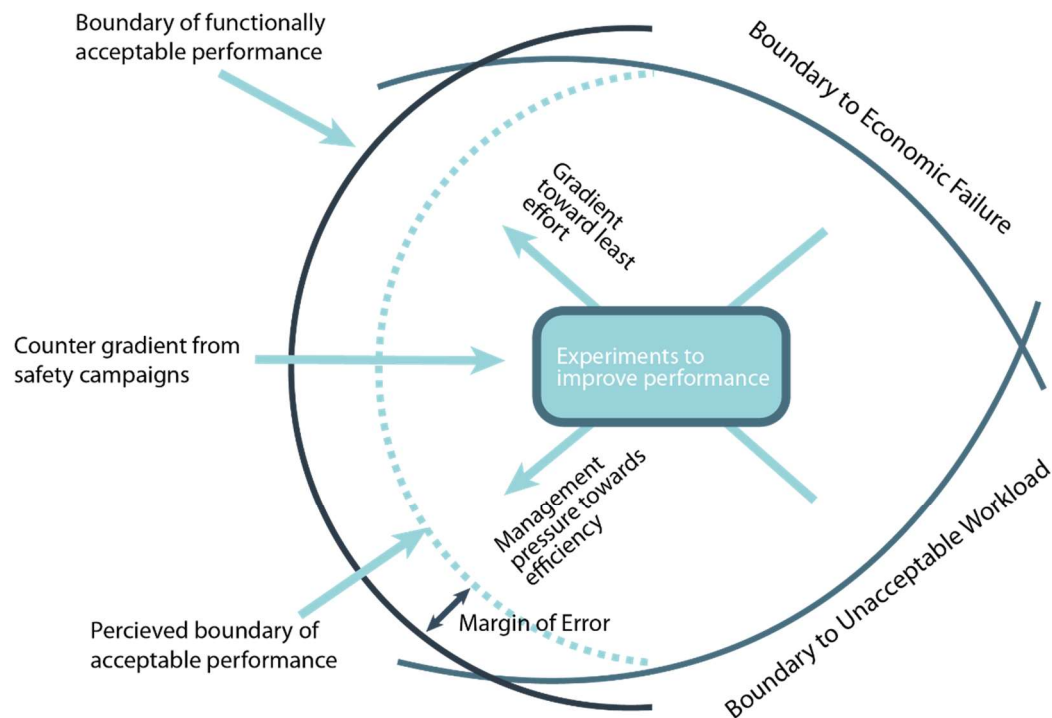 Boundary of functionally
acceptable performance
Boundary to Economic Failure
Gradient
toward least
effort
Counter gradient from
safety campaigns
Experiments to
improve performance
Management
pressure towards
efficiency
Percieved boundary of
acceptable performance
Margin of Error
Boundary to Unacceptable Workload